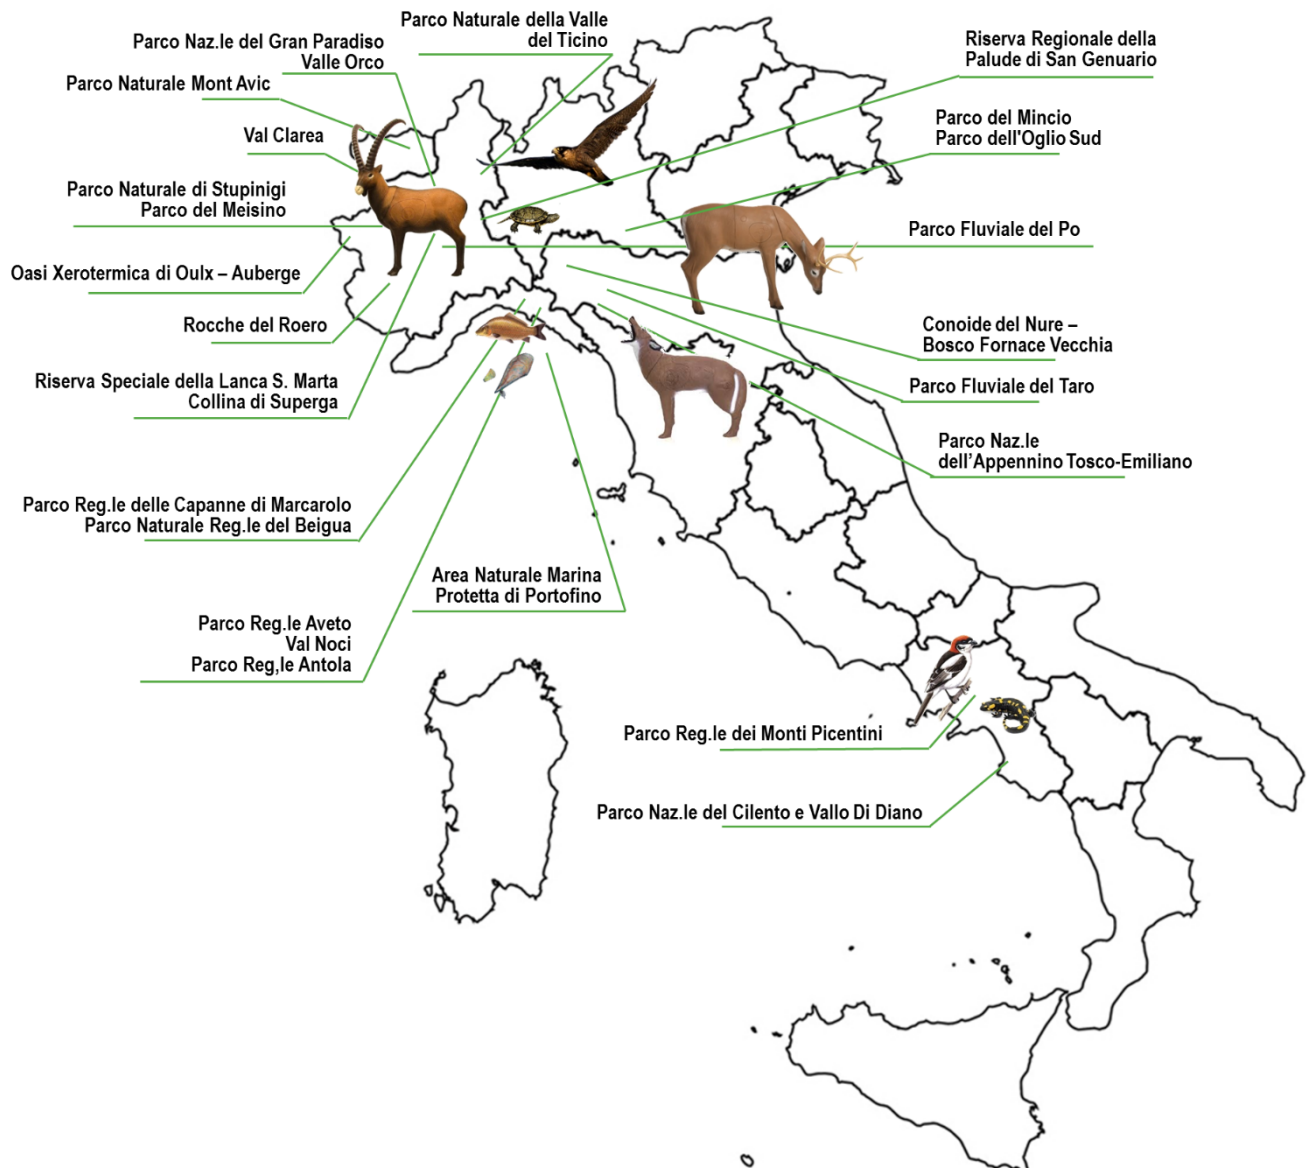 Parco Naturale della Valle
del Ticino
Parco Naz.le del Gran Paradiso
Valle Orco
Parco Naturale Mont Avic
Val Clarea
Parco Naturale di Stupinigi
Parco del Meisino
Oasi Xerotermica di Oulx – Auberge
Rocche del Roero
Riserva Speciale della Lanca S. Marta
Collina di Superga
Parco Reg.le delle Capanne di Marcarolo
Parco Naturale Reg.le del Beigua
Area Naturale Marina
Protetta di Portofino
Parco Reg.le Aveto
Val Noci
Parco Reg,le Antola
Riserva Regionale della
Palude di San Genuario
Parco del Mincio
Parco dell'Oglio Sud
Parco Fluviale del Po
Conoide del Nure –
Bosco Fornace Vecchia
Parco Fluviale del Taro
Parco Naz.le
dell’Appennino Tosco-Emiliano
Parco Reg.le dei Monti Picentini
Parco Naz.le del Cilento e Vallo Di Diano